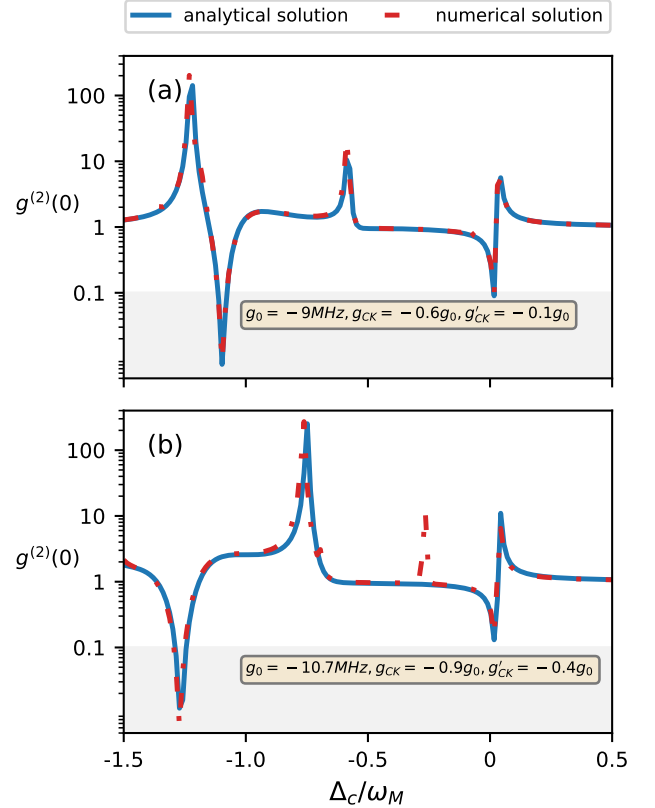 analytical solution numerical solution
(a)
100
10
1
0.1
g^{(2)}(0)
g_0 = −9MHz, g_{CK} = −0.6g_0, g'_{CK} = −0.1g_0
(b)
100
10
1
0.1
g^{(2)}(0)
g_0 = −10.7MHz, g_{CK} = −0.9g_0, g'_{CK} = −0.4g_0
-1.5 -1.0 -0.5 0 0.5
Δ_c/ω_M